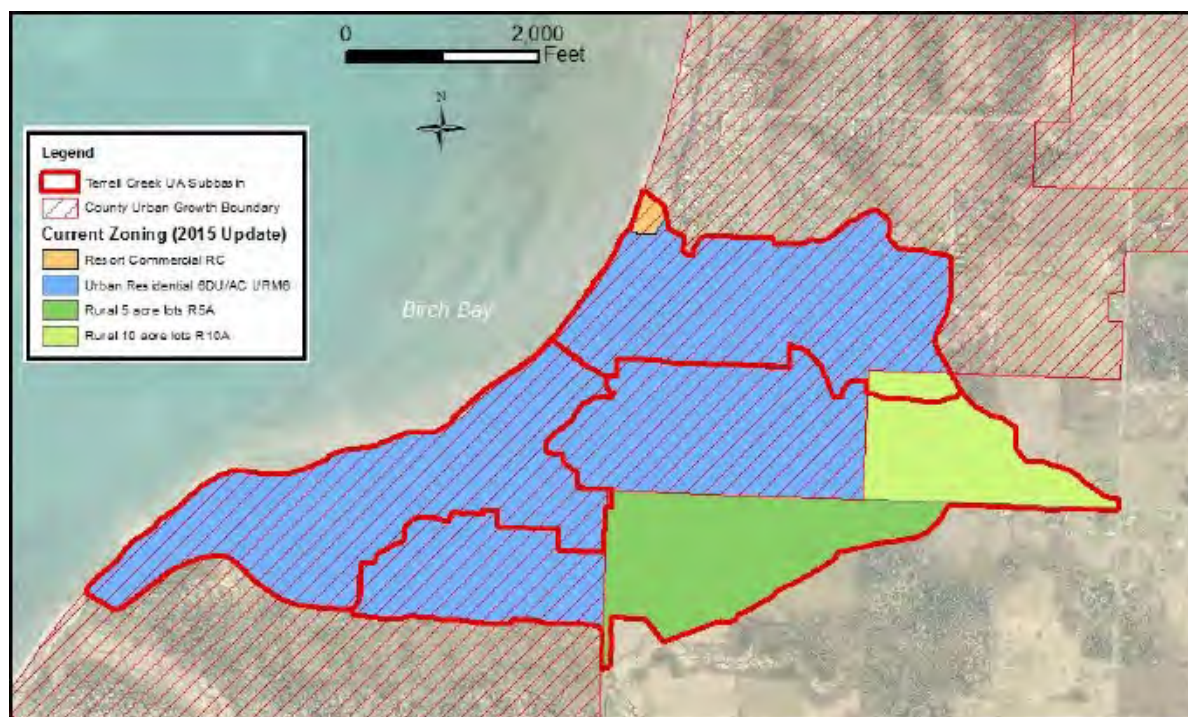 0 2,000
Feet
N
Legend
Terrell Creek UA Subbasin
County Urban Growth Boundary
Current Zoning (2015 Update)
Resort Commercial RC
Urban Residential 6DU/AC URM6
Rural 5 acre lots R5A
Rural 10 acre lots R10A
Birch Bay